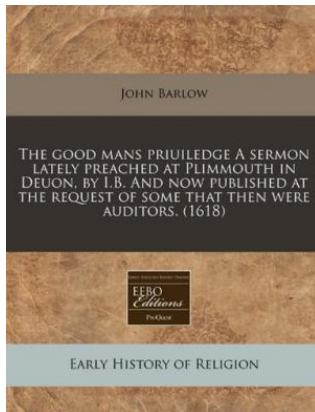 John Barlow
The good mans priuiledge A sermon
lately preached at Plimmouth in
Deuon, by I.B. And now published at
the request of some that then were
auditors. (1618)
EEBO
Editions
ProQuest
Early History of Religion